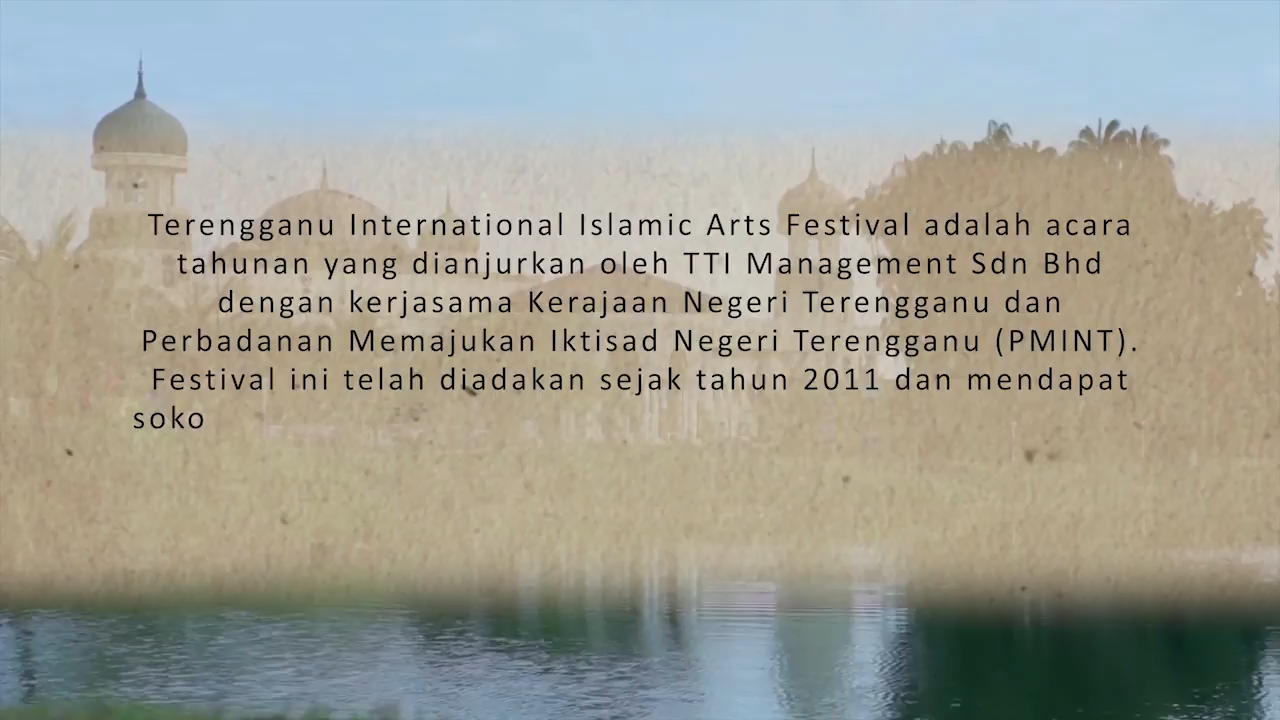 Terengganu International Islamic Arts Festival adalah acara
tahunan yang dianjurkan oleh TTI Management Sdn Bhd
dengan kerjasama Kerajaan Negeri Terengganu dan
Perbadanan Memajukan Iktisad Negeri Terengganu (PMINT).
Festival ini telah diadakan sejak tahun 2011 dan mendapat
soko